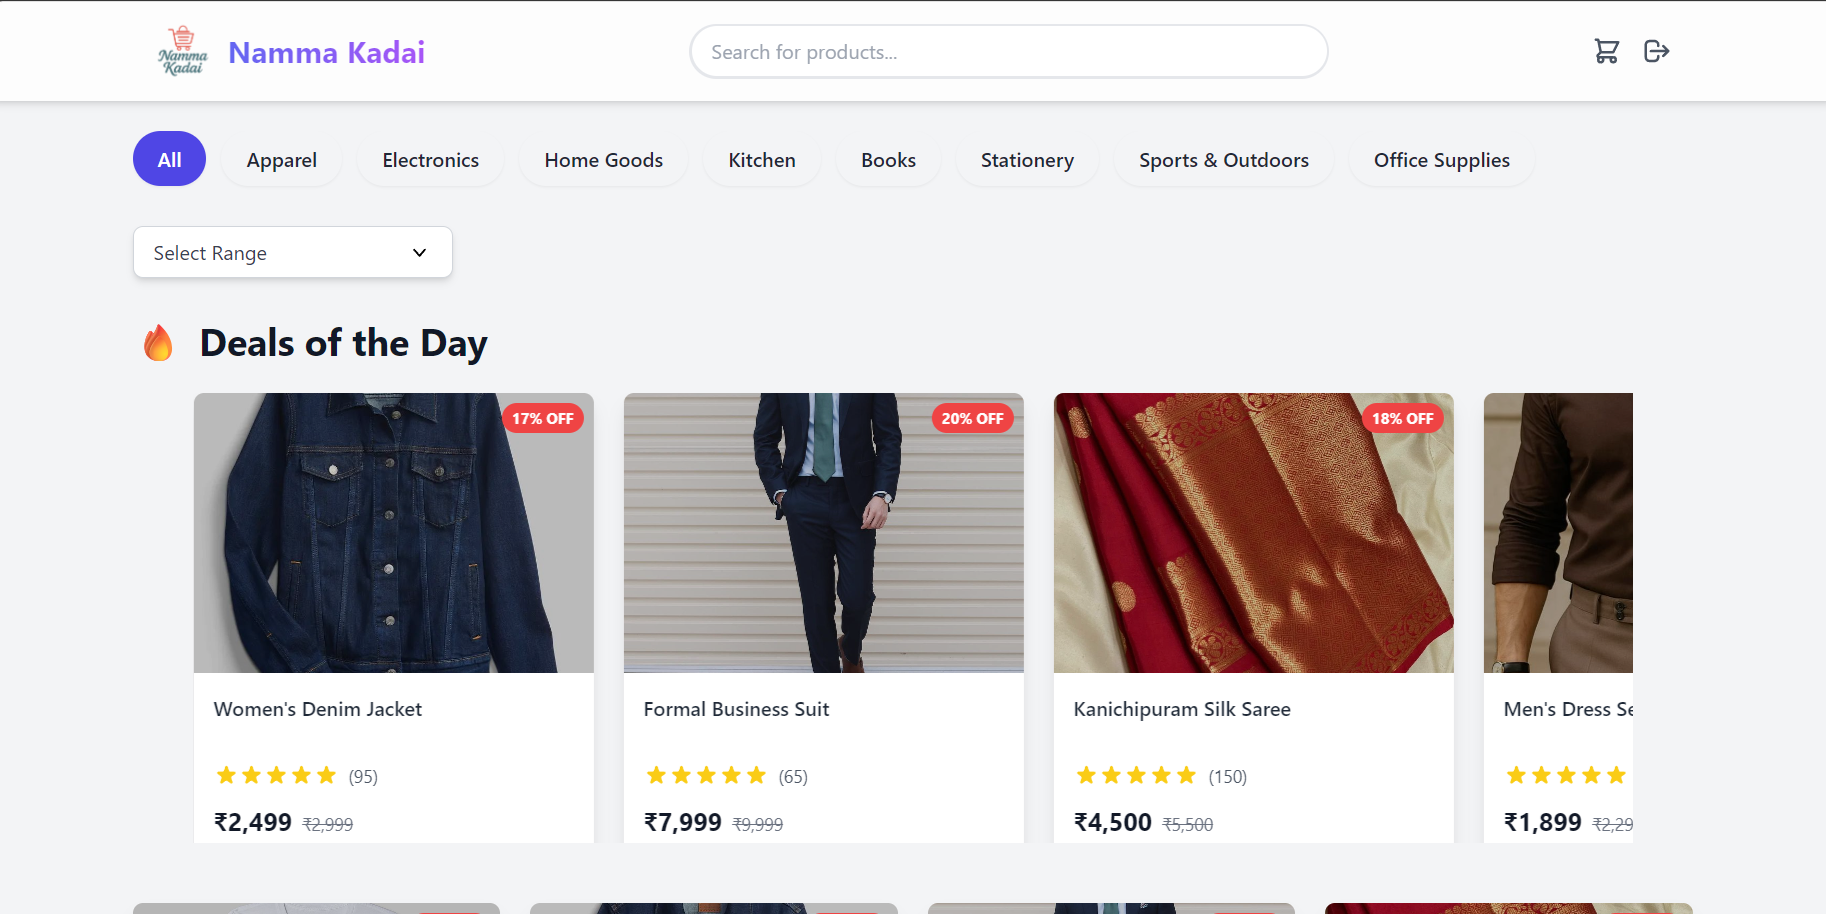 Namma
Kadai
Namma Kadai
Search for products...
All
Apparel
Electronics
Home Goods
Kitchen
Books
Stationery
Sports & Outdoors
Office Supplies
Select Range
Deals of the Day
17% OFF
20% OFF
18% OFF
Women's Denim Jacket
(95)
₹2,499 ₹2,999
Formal Business Suit
(65)
₹7,999 ₹9,999
Kanichipuram Silk Saree
(150)
₹4,500 ₹5,500
Men's Dress Se
₹1,899 ₹2,29